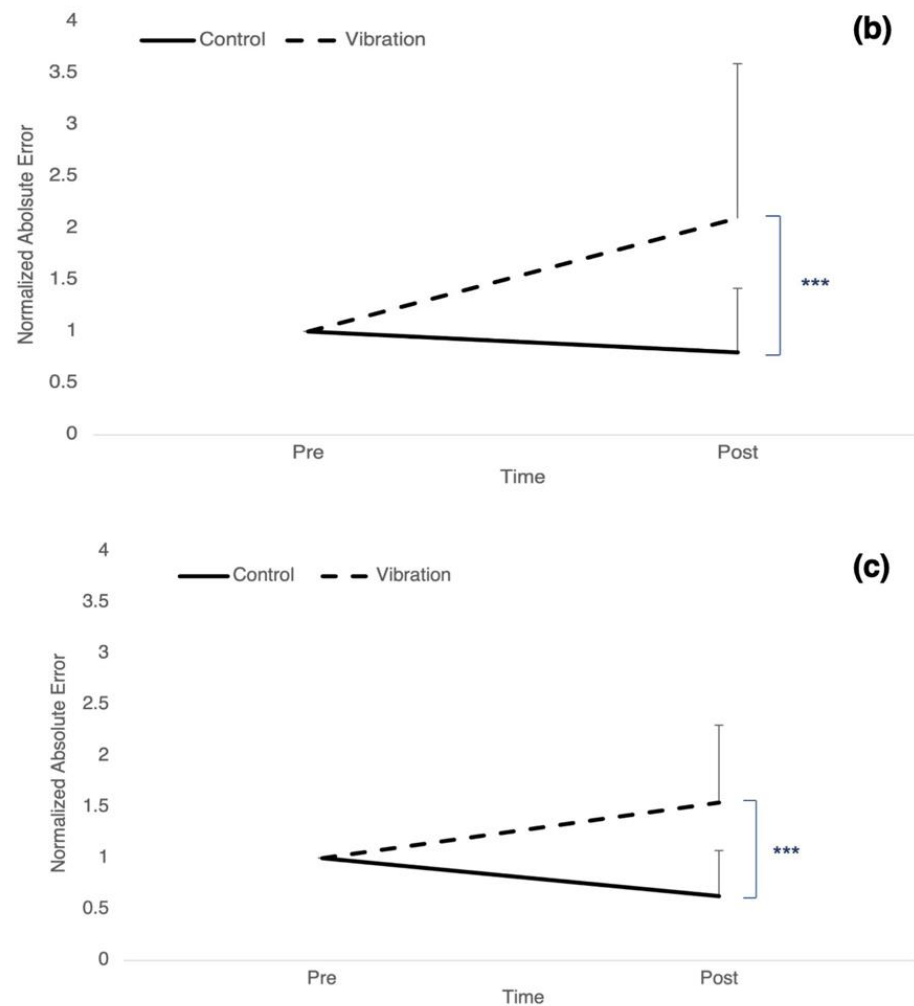 4
(b)
Control
Vibration
3.5
3
2.5
2
1.5
1
0.5
0
Normalized Abolsute Error
***
Pre
Post
Time
4
(c)
Control
Vibration
3.5
3
2.5
2
1.5
1
0.5
0
Normalized Absolute Error
***
Pre
Post
Time